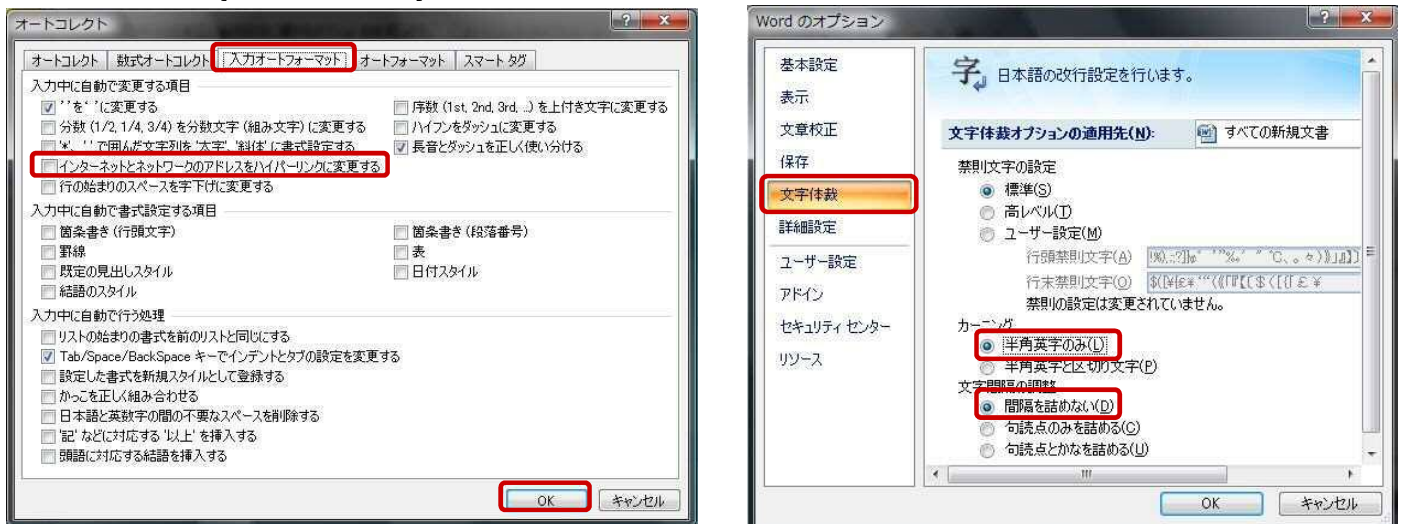 オートコレクト
オートコレクト 数式オートコレクト 入力オートフォーマット オートフォーマット スマート タグ
入力中に自動で変更する項目
' ' を ' ' に変更する
序数 (1st, 2nd, 3rd, ...) を上付き文字に変更する
分数 (1/2, 1/4, 3/4) を分数文字 (組み文字) に変更する
ハイフンをダッシュに変更する
'*'、'_' で囲んだ文字列を '太字'、'斜体' に書式設定する
長音とダッシュを正しく使い分ける
インターネットとネットワークのアドレスをハイパーリンクに変更する
行の始まりのスペースを字下げに変更する
入力中に自動で書式設定する項目
箇条書き (行頭文字)
箇条書き (段落番号)
罫線
表
既定の見出しスタイル
日付スタイル
結語のスタイル
入力中に自動で行う処理
リストの始まりの書式を前のリストと同じにする
Tab/Space/BackSpace キーでインデントとタブの設定を変更する
設定した書式を新規スタイルとして登録する
かっこを正しく組み合わせる
日本語と英数字の間の不要なスペースを削除する
'記' などに対応する '以上' を挿入する
頭語に対応する結語を挿入する
OK キャンセル
Word のオプション
基本設定
表示
文章校正
保存
文字体裁
詳細設定
ユーザー設定
アドイン
セキュリティ センター
リソース
字 日本語の改行設定を行います。
文字体裁オプションの適用先(N): すべての新規文書
禁則文字の設定
標準(S)
高レベル(T)
ユーザー設定(M)
行頭禁則文字(A)
行末禁則文字(O)
禁則の設定は変更されていません。
カーニング
半角英字のみ(L)
半角英字と区切り文字(P)
文字間隔の調整
間隔を詰めない(D)
句読点のみを詰める(C)
句読点とかなを詰める(U)
OK キャンセル